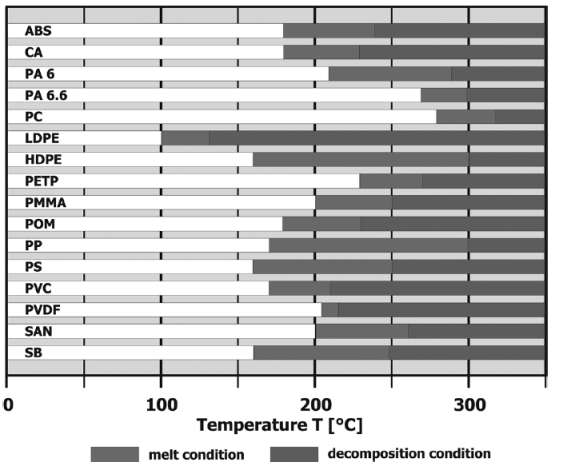 ABS
CA
PA 6
PA 6.6
PC
LDPE
HDPE
PETP
PMMA
POM
PP
PS
PVC
PVDF
SAN
SB
0 100 200 300
Temperature T [°C]
melt condition decomposition condition